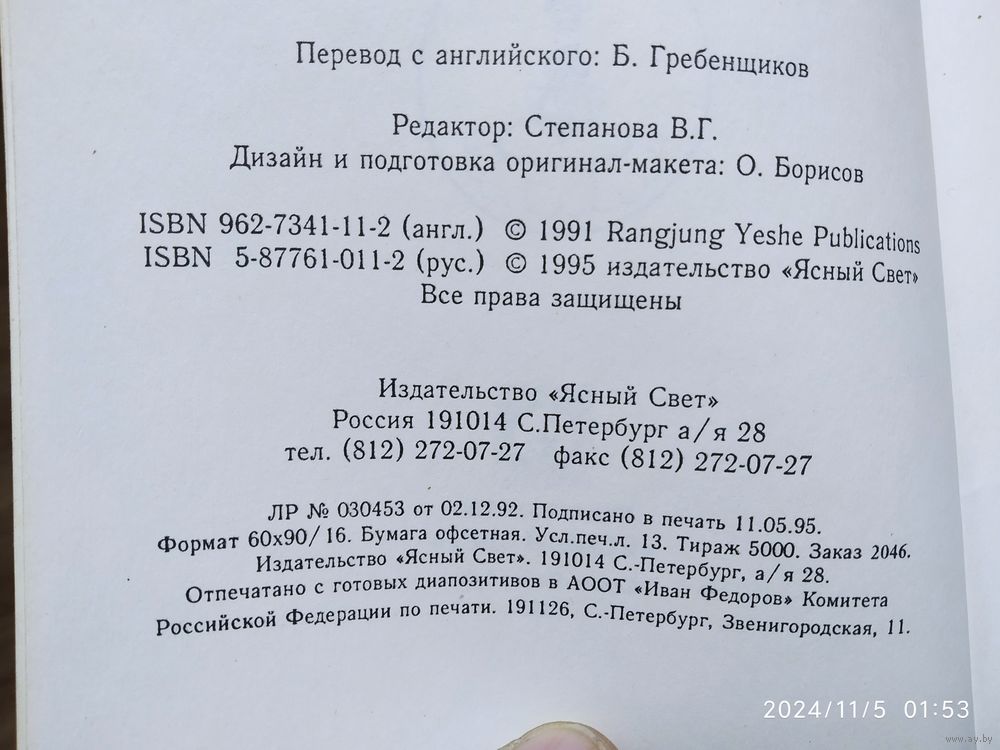 Перевод с английского: Б. Гребенщиков
Редактор: Степанова В.Г.
Дизайн и подготовка оригинал-макета: О. Борисов
ISBN 962-7341-11-2 (англ.) © 1991 Rangjung Yeshe Publications
ISBN 5-87761-011-2 (рус.) © 1995 издательство «Ясный Свет»
Все права защищены
Издательство «Ясный Свет»
Россия 191014 С.Петербург а/я 28
тел. (812) 272-07-27 факс (812) 272-07-27
ЛР № 030453 от 02.12.92. Подписано в печать 11.05.95.
Формат 60х90/16. Бумага офсетная. Усл.печ.л. 13. Тираж 5000. Заказ 2046.
Издательство «Ясный Свет». 191014 С.-Петербург, а/я 28.
Отпечатано с готовых диапозитивов в АООТ «Иван Федоров» Комитета
Российской Федерации по печати. 191126, С.-Петербург, Звенигородская, 11.
2024/11/5 01:53
www.ay.by